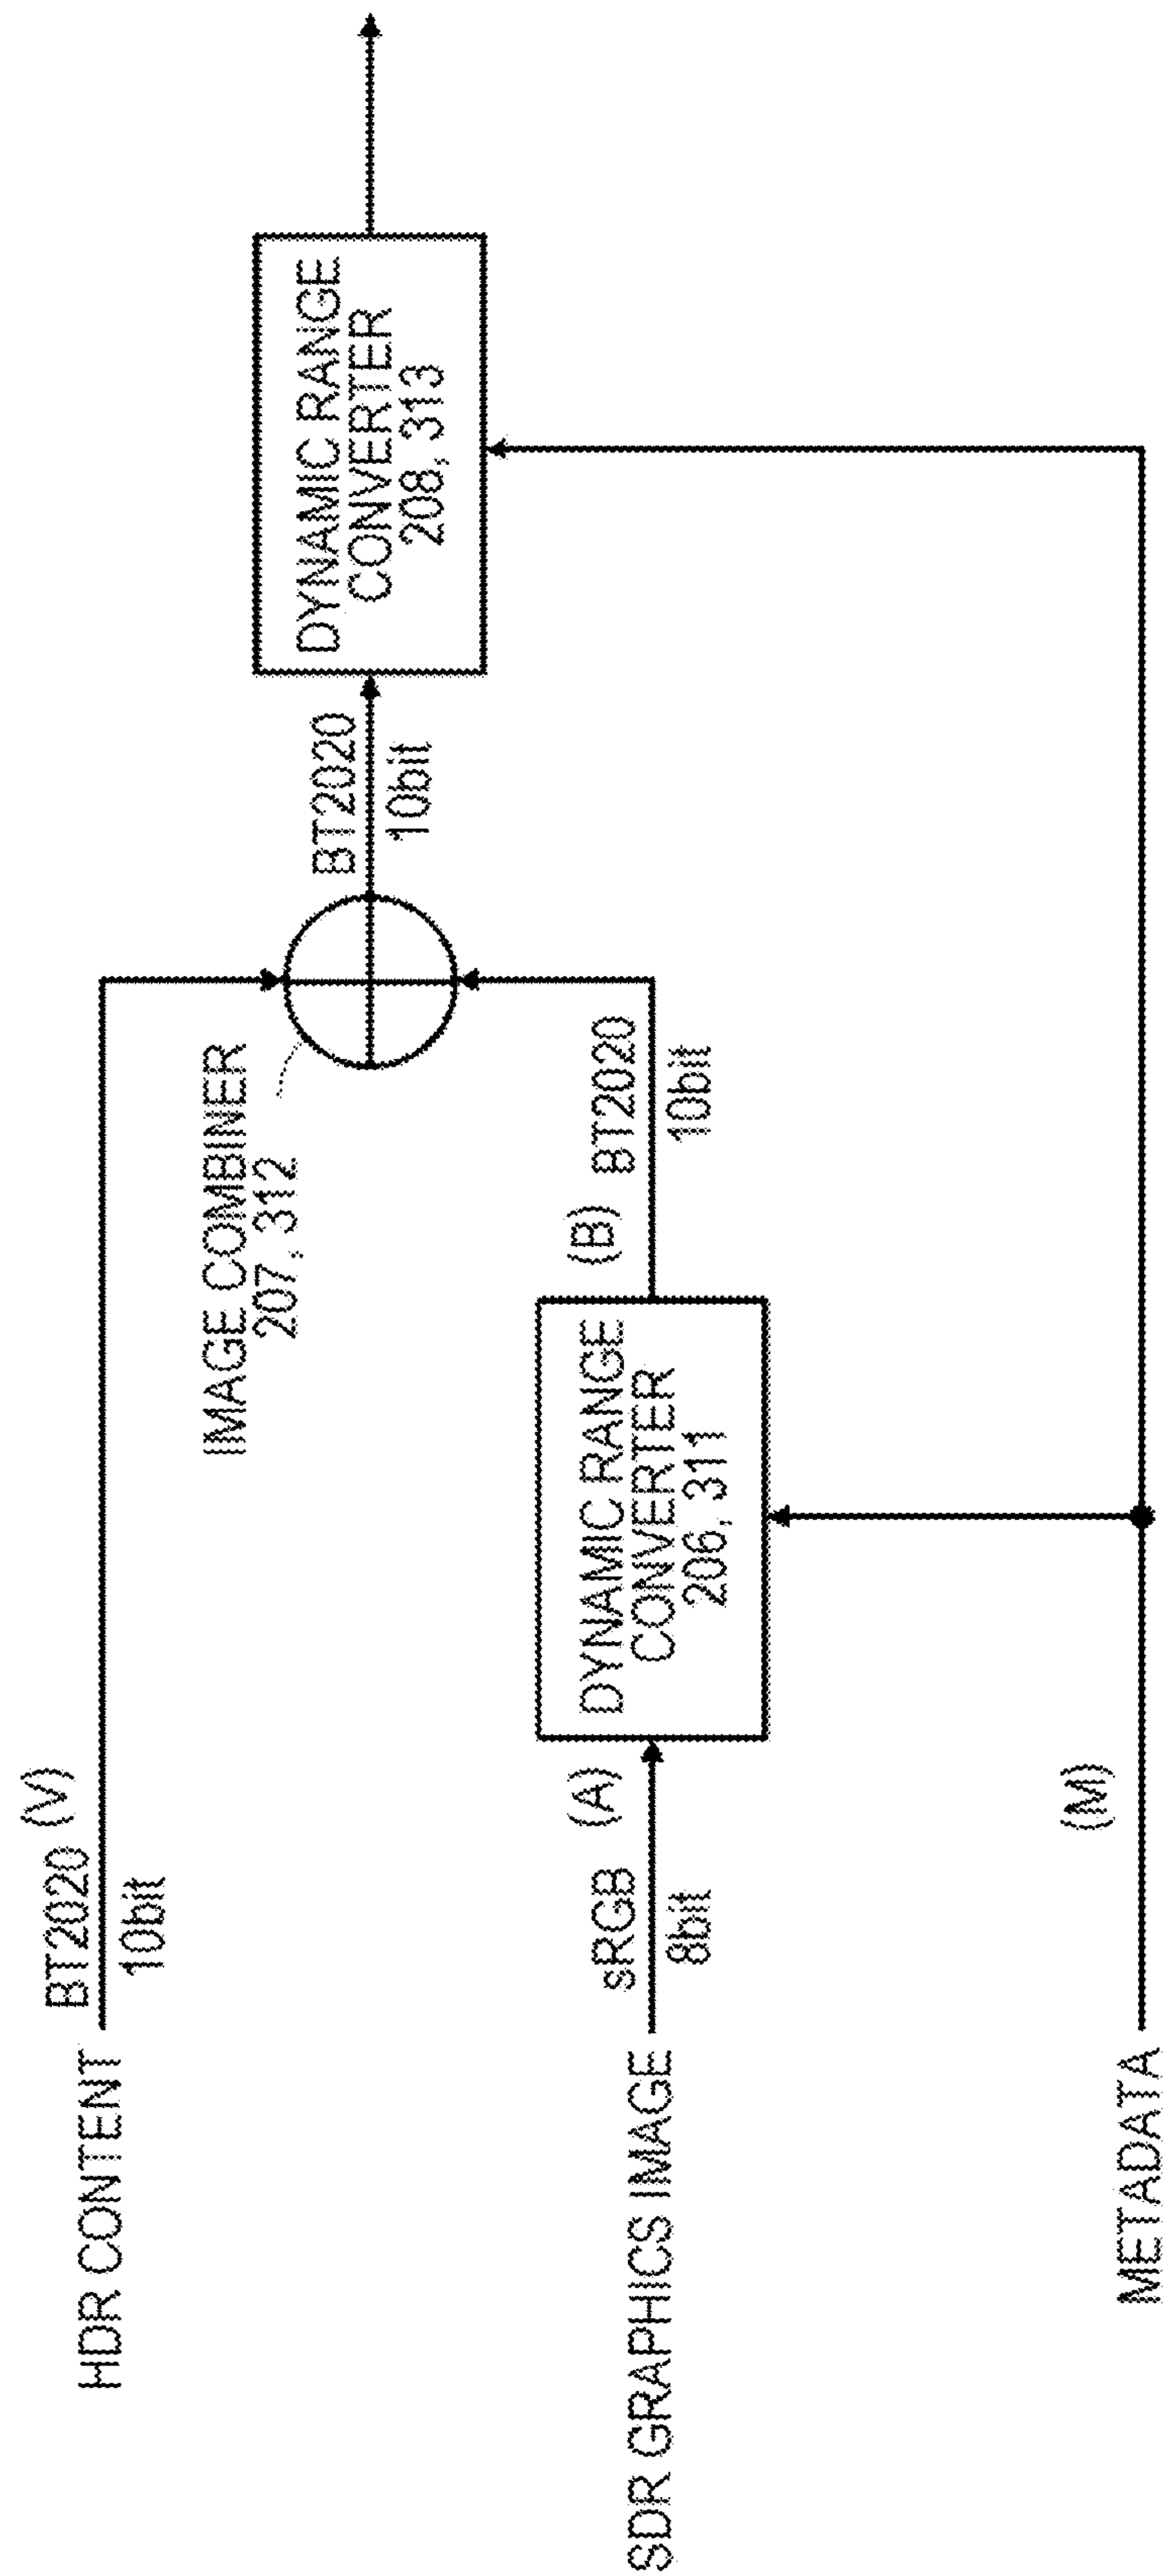 HDR CONTENT
BT2020 (V)
10bit
IMAGE COMBINER
207, 312
SDR GRAPHICS IMAGE
sRGB (A)
8bit
DYNAMIC RANGE
CONVERTER
206, 311
(B)
BT2020
10bit
BT2020
10bit
DYNAMIC RANGE
CONVERTER
208, 313
METADATA
(M)